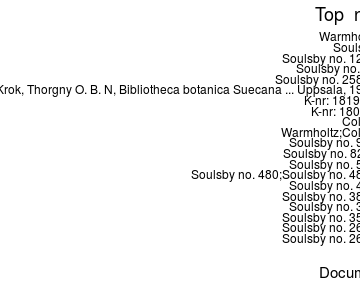 Top n
Warmho
Souls
Soulsby no. 12
Soulsby no.
Soulsby no. 258
Krok, Thorgny O. B. N, Bibliotheca botanica Suecana ... Uppsala, 19
K-nr: 1819
K-nr: 180
Col
Warmholtz;Col
Soulsby no. 9
Soulsby no. 82
Soulsby no. 5
Soulsby no. 480;Soulsby no. 48
Soulsby no. 4
Soulsby no. 38
Soulsby no. 3
Soulsby no. 35
Soulsby no. 26
Soulsby no. 26
Docum